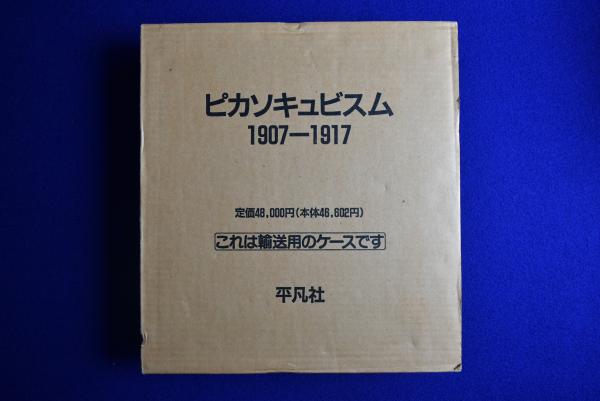 ピカソキュビスム
1907―1917
定価48,000円(本体46,602円)
これは輸送用のケースです
平凡社